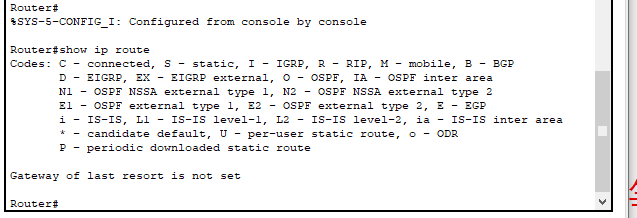 Router#
%SYS-5-CONFIG_I: Configured from console by console
Router#show ip route
Codes: C - connected, S - static, I - IGRP, R - RIP, M - mobile, B - BGP
D - EIGRP, EX - EIGRP external, O - OSPF, IA - OSPF inter area
N1 - OSPF NSSA external type 1, N2 - OSPF NSSA external type 2
E1 - OSPF external type 1, E2 - OSPF external type 2, E - EGP
i - IS-IS, L1 - IS-IS level-1, L2 - IS-IS level-2, ia - IS-IS inter area
* - candidate default, U - per-user static route, o - ODR
P - periodic downloaded static route
Gateway of last resort is not set
Router#